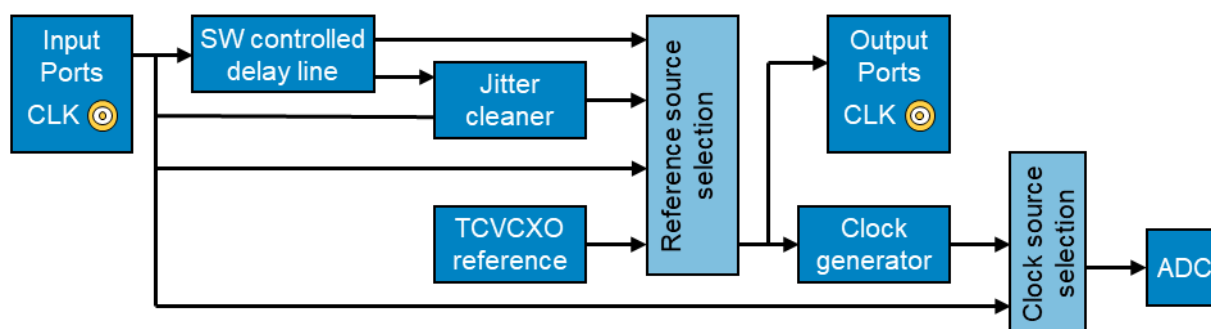 Input
Ports
CLK
SW controlled
delay line
Jitter
cleaner
TCVCXO
reference
Reference source
selection
Output
Ports
CLK
Clock
generator
Clock source
selection
ADC